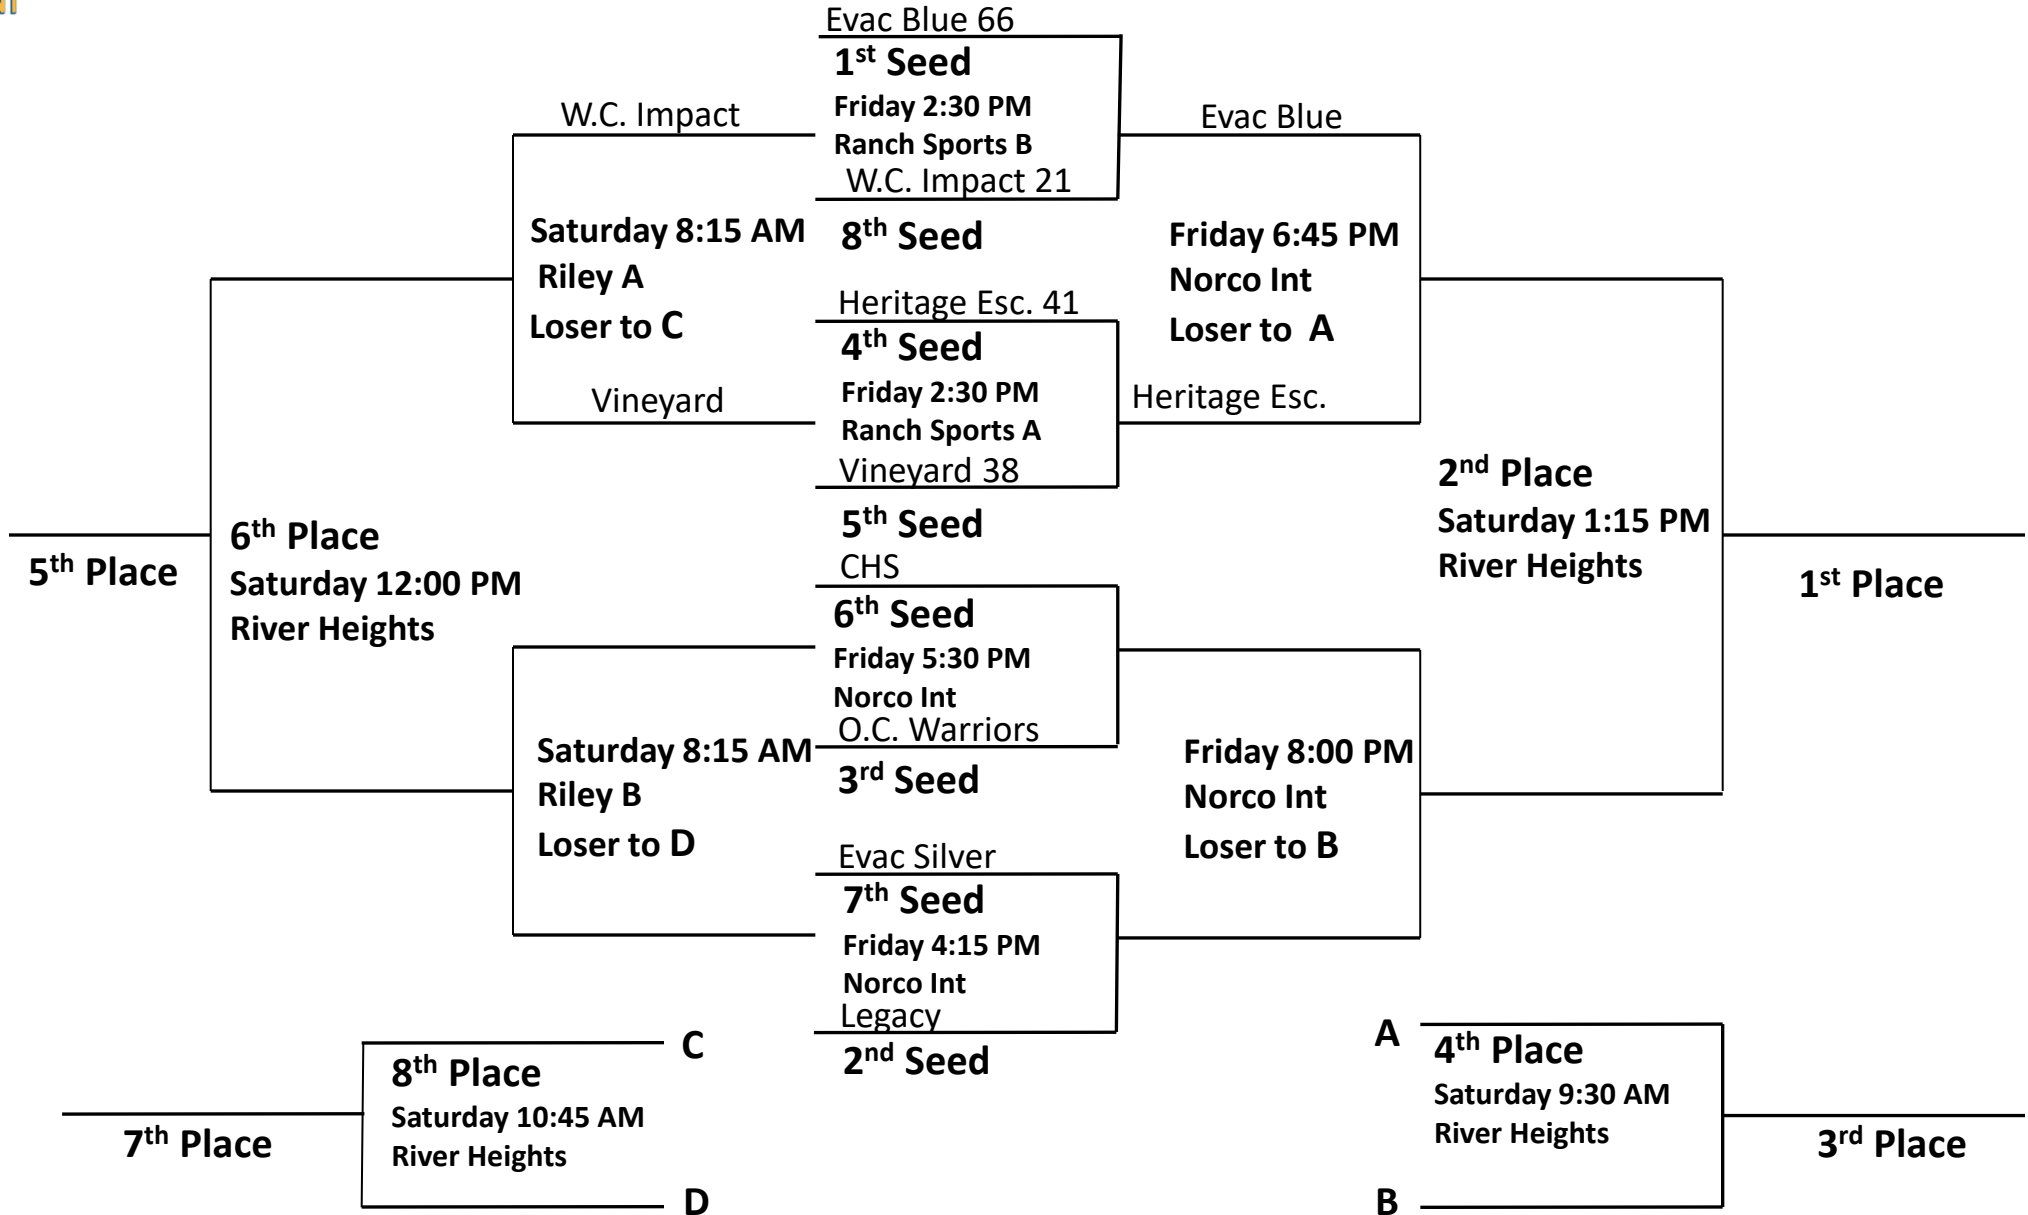 Evac Blue 66
1st Seed
Friday 2:30 PM
Ranch Sports B
W.C. Impact 21
8th Seed
Heritage Esc. 41
4th Seed
Friday 2:30 PM
Ranch Sports A
Vineyard 38
5th Seed
CHS
6th Seed
Friday 5:30 PM
Norco Int
O.C. Warriors
3rd Seed
Evac Silver
7th Seed
Friday 4:15 PM
Norco Int
Legacy
2nd Seed
W.C. Impact
Saturday 8:15 AM
Riley A
Loser to C
Vineyard
Saturday 8:15 AM
Riley B
Loser to D
6th Place
Saturday 12:00 PM
River Heights
5th Place
C
8th Place
Saturday 10:45 AM
River Heights
D
7th Place
Evac Blue
Friday 6:45 PM
Norco Int
Loser to A
Heritage Esc.
Friday 8:00 PM
Norco Int
Loser to B
2nd Place
Saturday 1:15 PM
River Heights
1st Place
A
4th Place
Saturday 9:30 AM
River Heights
B
3rd Place